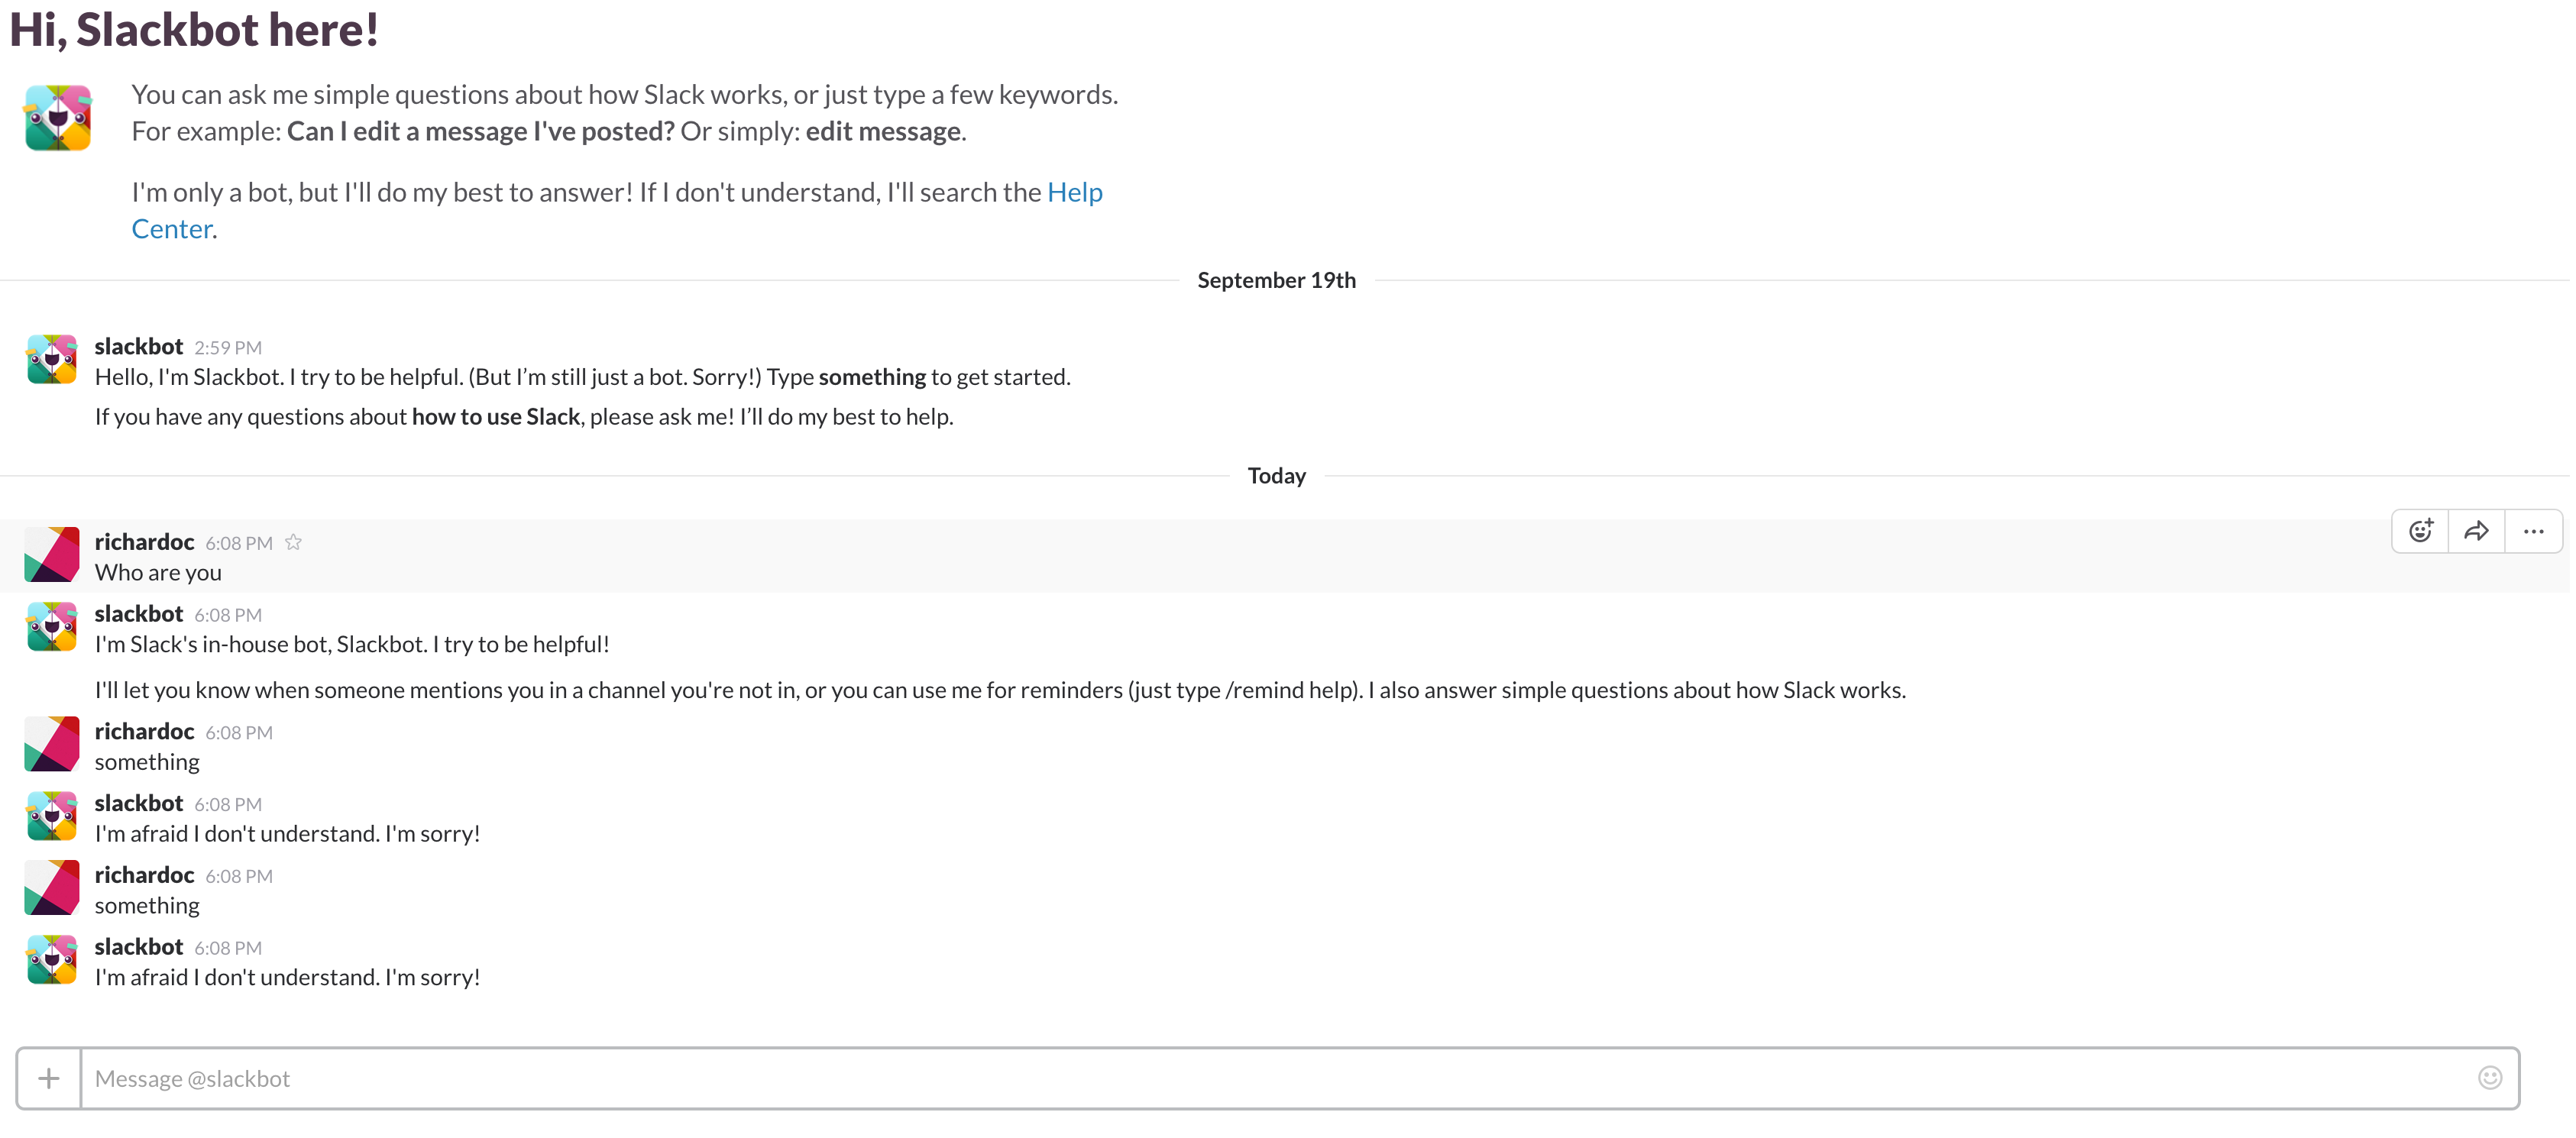 Hi, Slackbot here!
You can ask me simple questions about how Slack works, or just type a few keywords.
For example: Can I edit a message I've posted? Or simply: edit message.
I'm only a bot, but I'll do my best to answer! If I don't understand, I'll search the Help
Center.
September 19th
slackbot 2:59 PM
Hello, I'm Slackbot. I try to be helpful. (But I’m still just a bot. Sorry!) Type something to get started.
If you have any questions about how to use Slack, please ask me! I’ll do my best to help.
Today
richardoc 6:08 PM
Who are you
slackbot 6:08 PM
I'm Slack's in-house bot, Slackbot. I try to be helpful!
I'll let you know when someone mentions you in a channel you're not in, or you can use me for reminders (just type /remind help). I also answer simple questions about how Slack works.
richardoc 6:08 PM
something
slackbot 6:08 PM
I'm afraid I don't understand. I'm sorry!
richardoc 6:08 PM
something
slackbot 6:08 PM
I'm afraid I don't understand. I'm sorry!
Message @slackbot